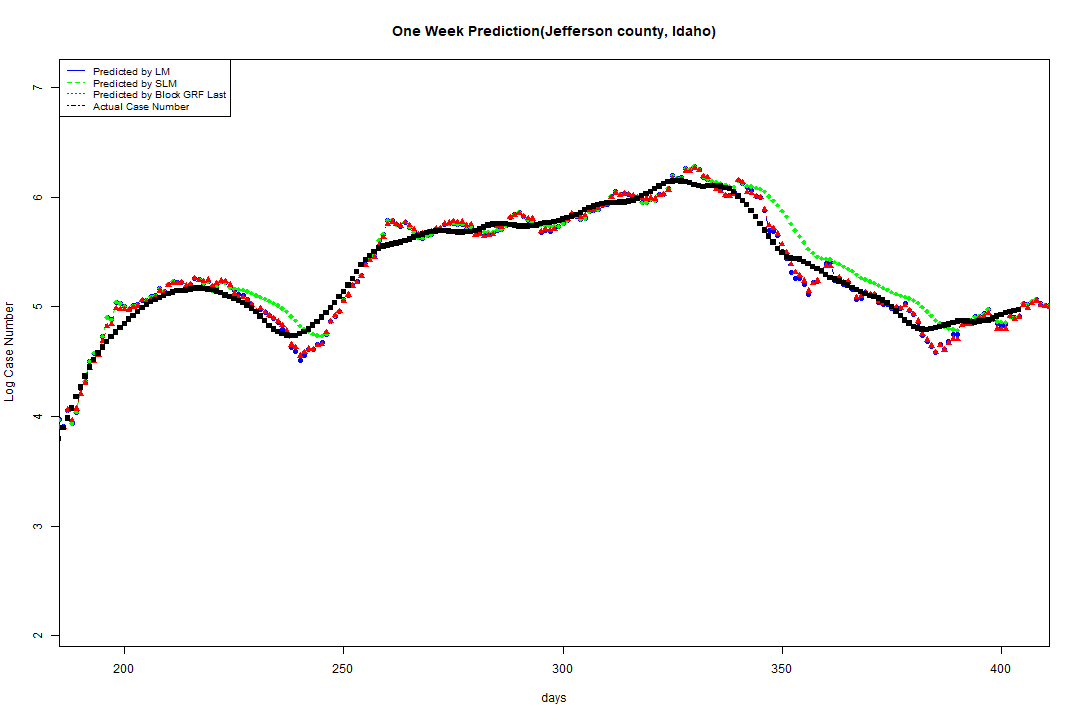 One Week Prediction(Jefferson county, Idaho)
Predicted by LM
Predicted by SLM
Predicted by Block GRF Last
Actual Case Number
7
6
5
4
3
2
Log Case Number
200 250 300 350 400
days